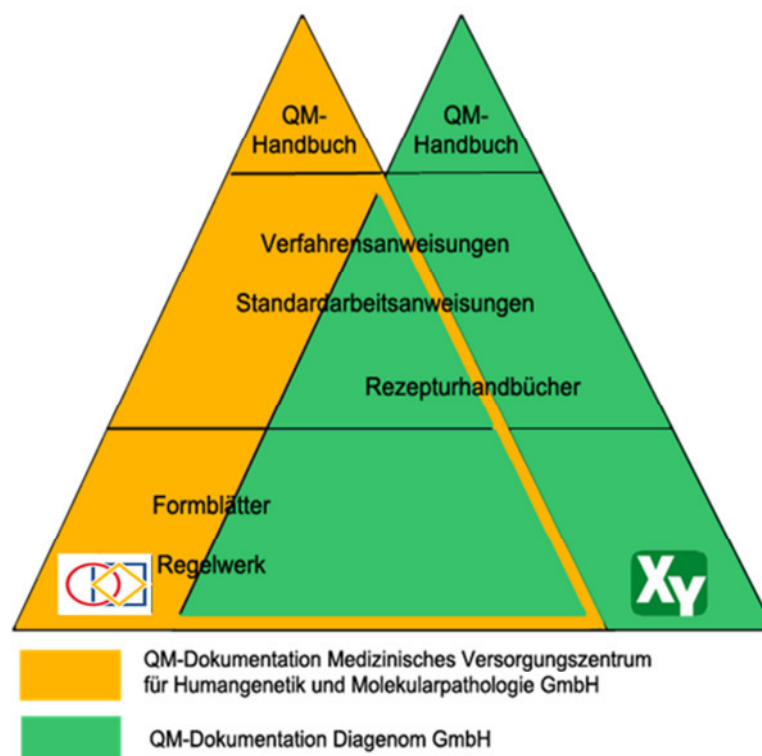 QM-
Handbuch
QM-
Handbuch
Verfahrensanweisungen
Standardarbeitsanweisungen
Rezepturhandbücher
Formblätter
Regelwerk
XY
QM-Dokumentation Medizinisches Versorgungszentrum
für Humangenetik und Molekularpathologie GmbH
QM-Dokumentation Diagenom GmbH